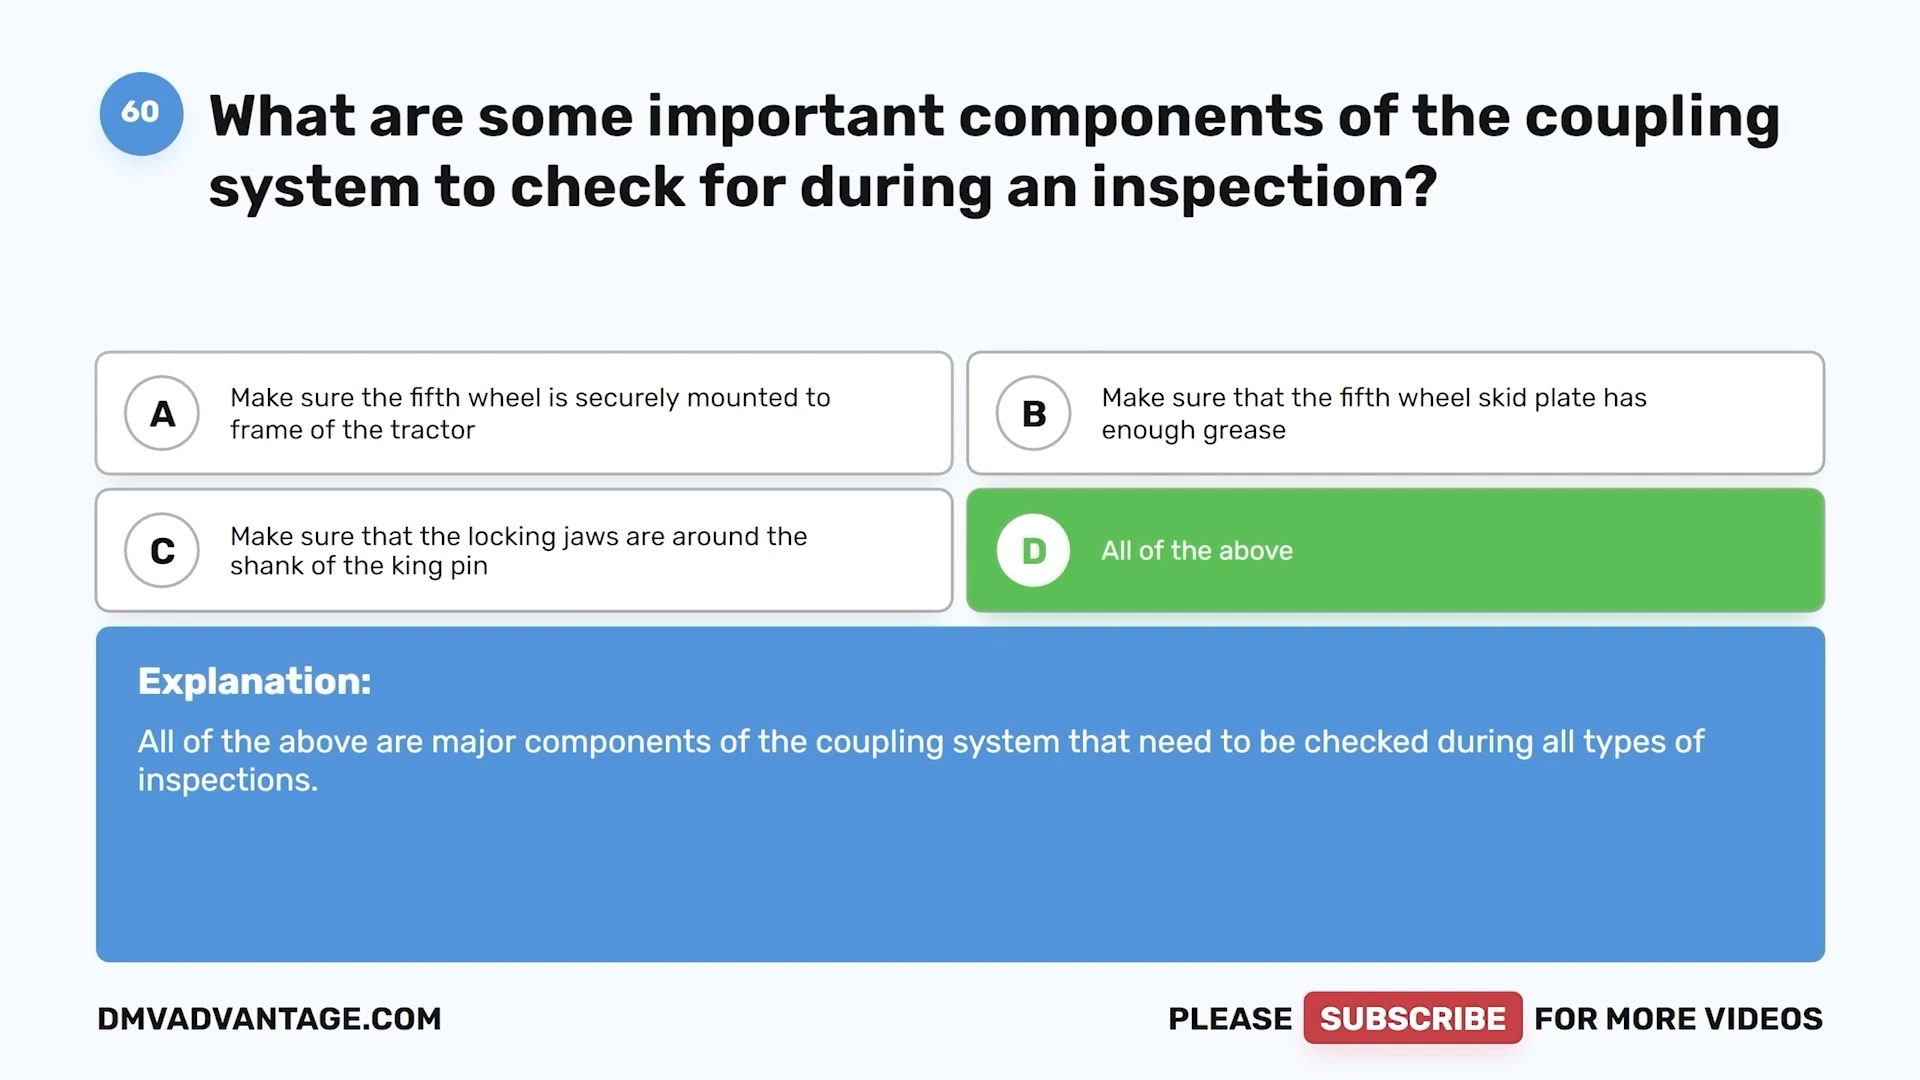 60
What are some important components of the coupling
system to check for during an inspection?
A
Make sure the fifth wheel is securely mounted to
frame of the tractor
B
Make sure that the fifth wheel skid plate has
enough grease
C
Make sure that the locking jaws are around the
shank of the king pin
D
All of the above
Explanation:
All of the above are major components of the coupling system that need to be checked during all types of
inspections.
DMVADVANTAGE.COM
PLEASE SUBSCRIBE FOR MORE VIDEOS